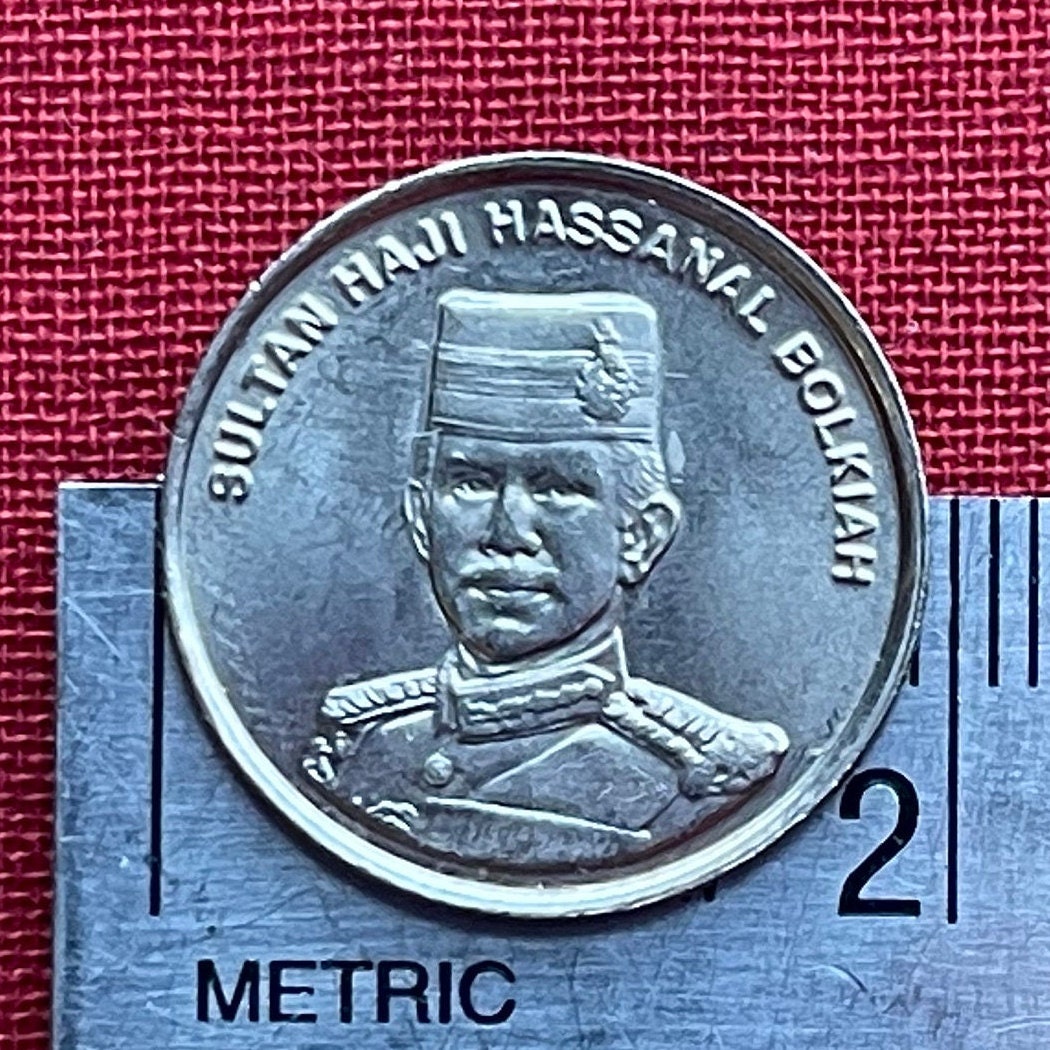 SULTAN HAJI HASSANAL BOLKIAH
2
METRIC